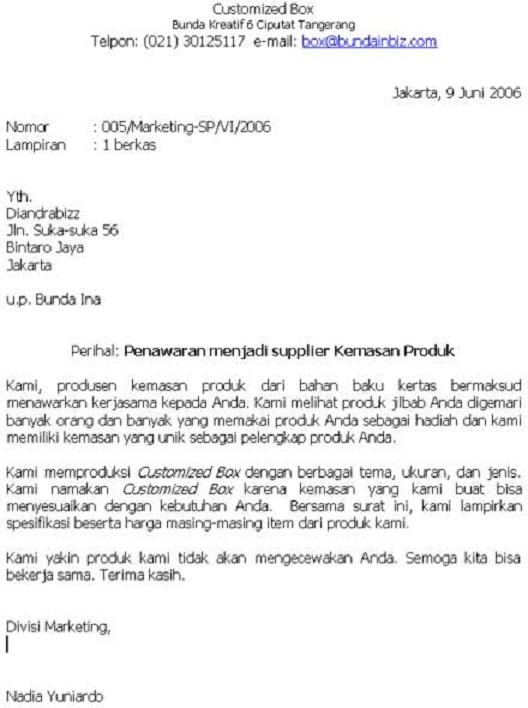 Customized Box
Bunda Kreatif 6 Ciputat Tangerang
Telpon: (021) 30125117 e-mail: box@bundainbiz.com
Jakarta, 9 Juni 2006
Nomor : 005/Marketing-SP/VI/2006
Lampiran : 1 berkas
Yth.
Diandrabizz
Jln. Suka-suka 56
Bintaro Jaya
Jakarta
u.p. Bunda Ina
Perihal: Penawaran menjadi supplier Kemasan Produk
Kami, produsen kemasan produk dari bahan baku kertas bermaksud
menawarkan kerjasama kepada Anda. Kami melihat produk jilbab Anda digemari
banyak orang dan banyak yang memakai produk Anda sebagai hadiah dan kami
memiliki kemasan yang unik sebagai pelengkap produk Anda.
Kami memproduksi Customized Box dengan berbagai tema, ukuran, dan jenis.
Kami namakan Customized Box karena kemasan yang kami buat bisa
menyesuaikan dengan kebutuhan Anda. Bersama surat ini, kami lampirkan
spesifikasi beserta harga masing-masing item dari produk kami.
Kami yakin produk kami tidak akan mengecewakan Anda. Semoga kita bisa
bekerja sama. Terima kasih.
Divisi Marketing,
Nadia Yuniardo